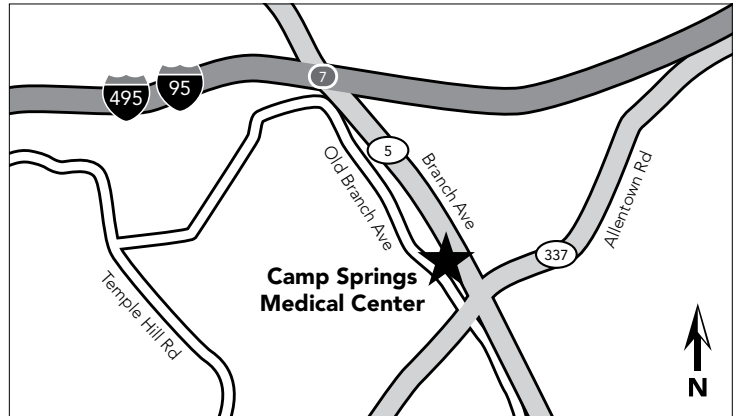 7
95
495
5
Branch Ave
Old Branch Ave
Allentown Rd
337
Camp Springs
Medical Center
Temple Hill Rd
N